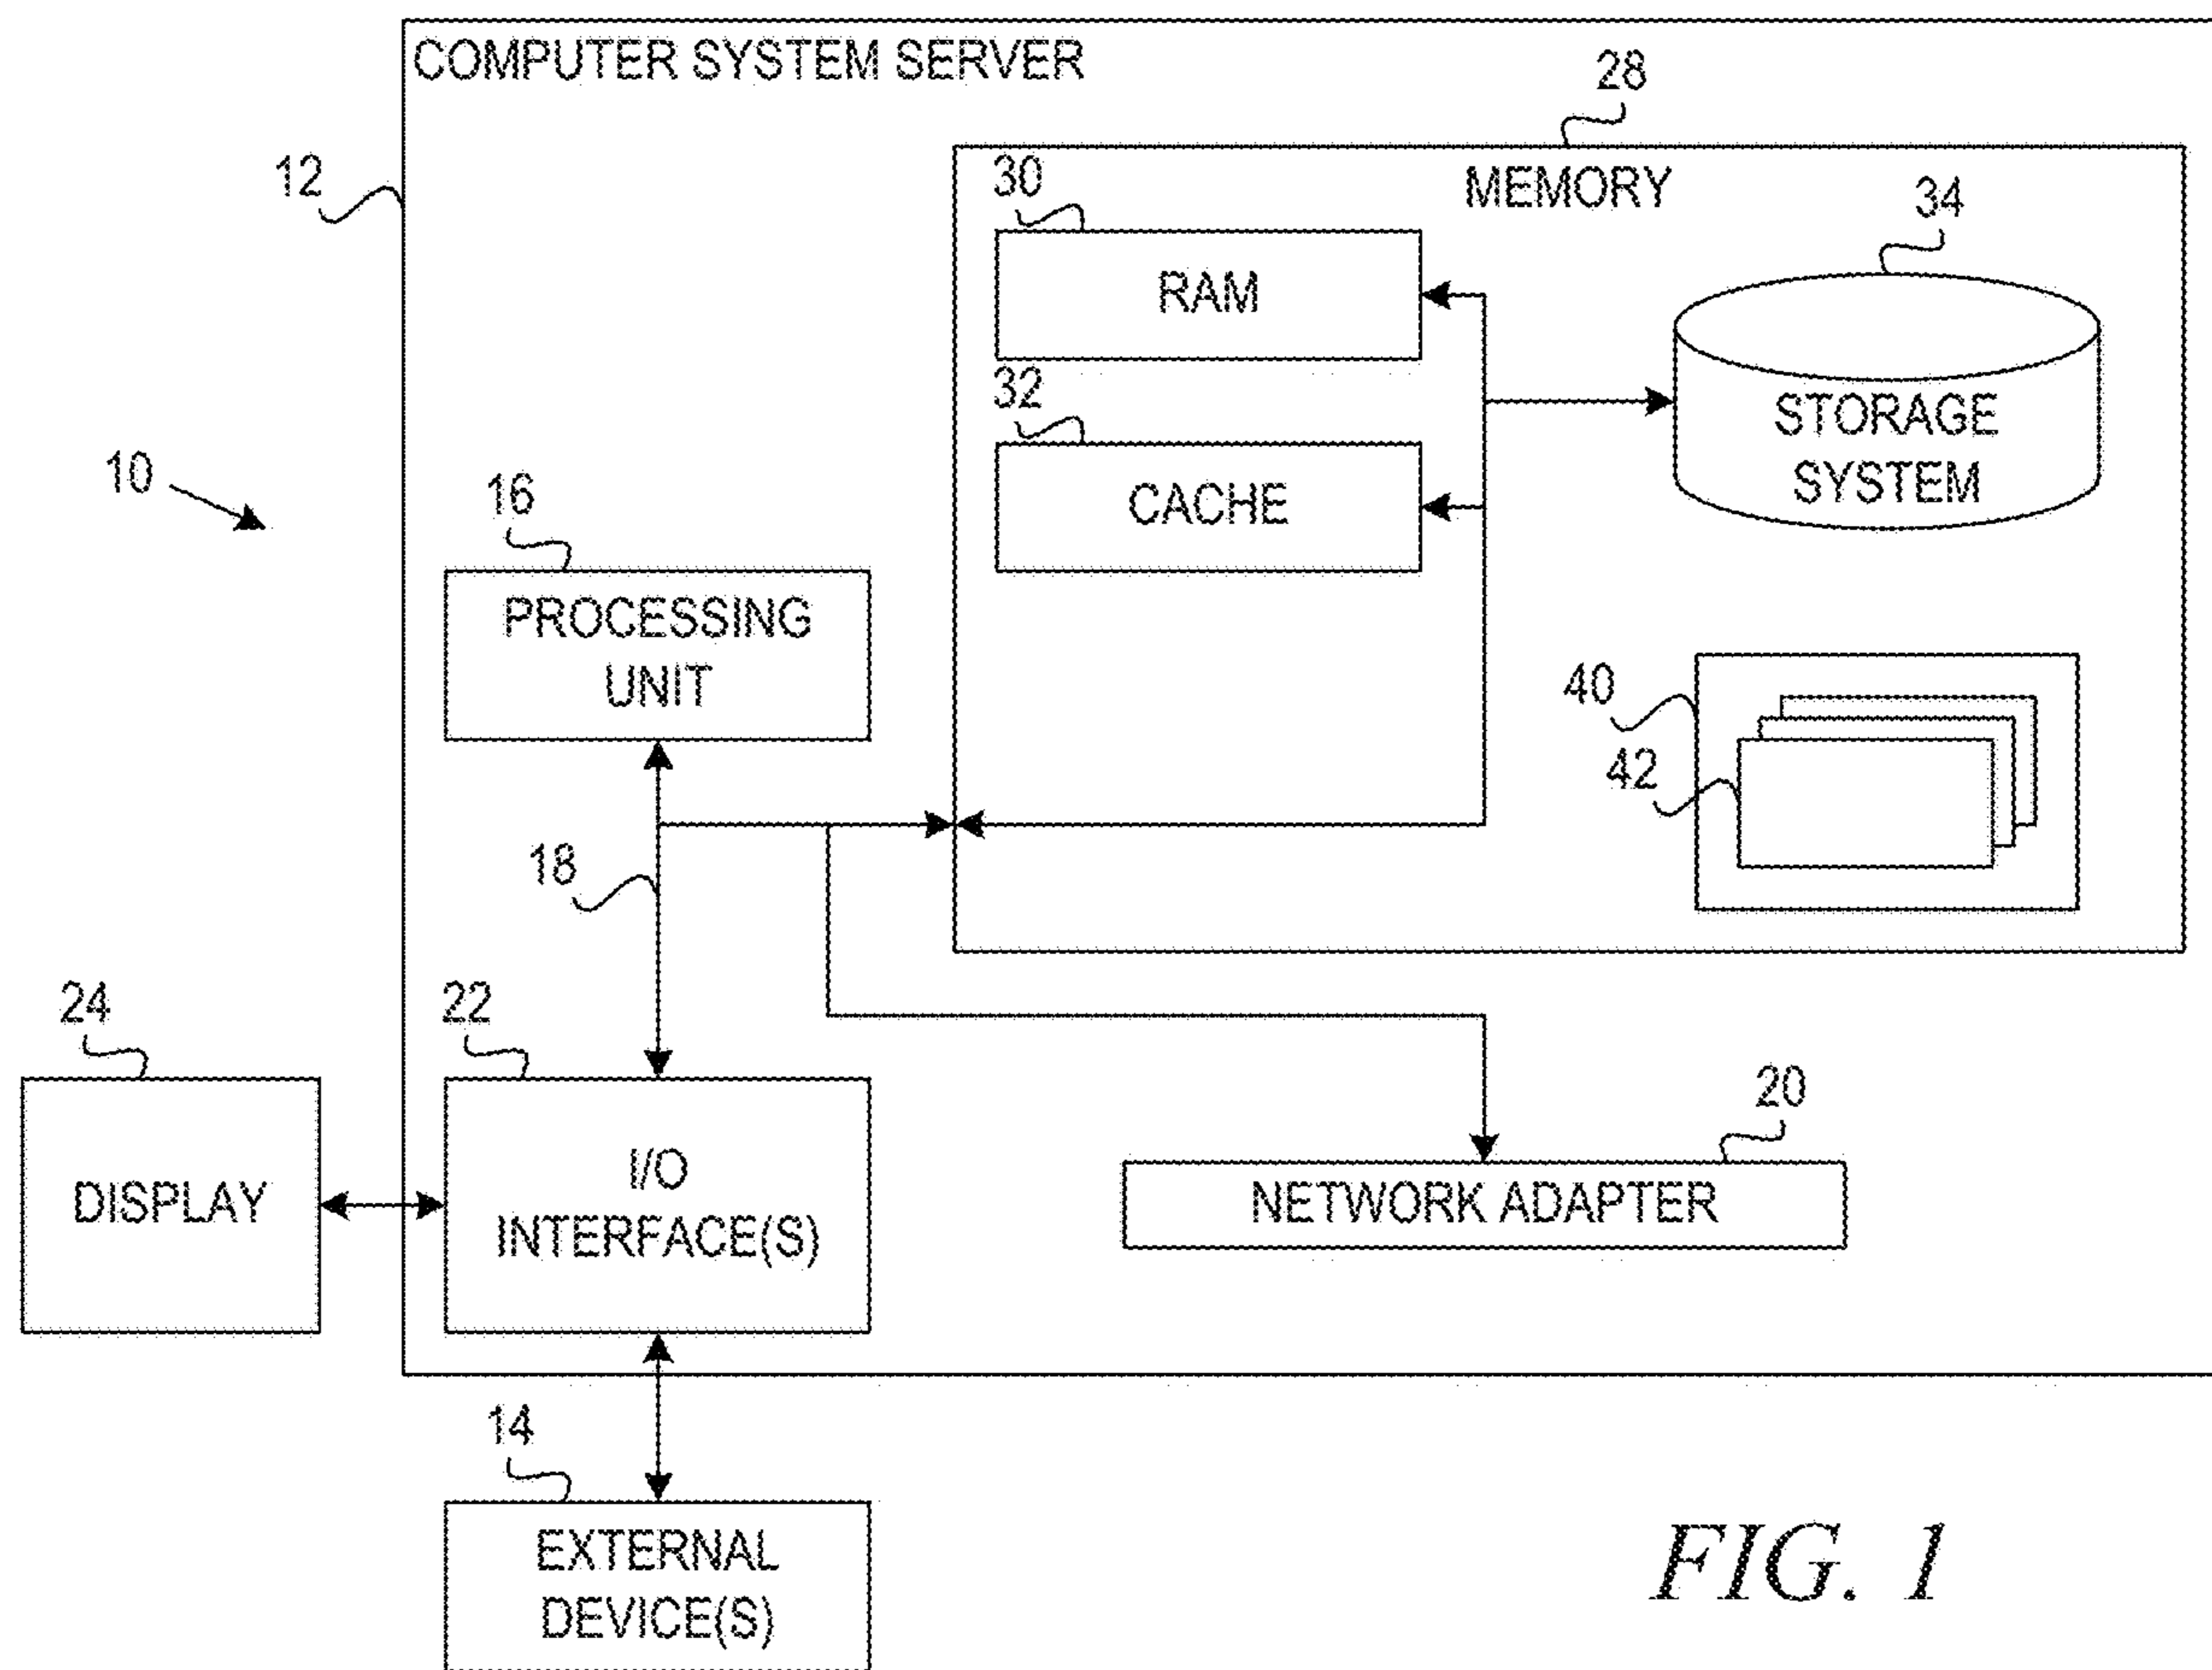 COMPUTER SYSTEM SERVER
28
12
30
MEMORY
34
RAM
32
STORAGE
SYSTEM
10
16
CACHE
PROCESSING
UNIT
40
42
18
24
22
20
DISPLAY
I/O
INTERFACE(S)
NETWORK ADAPTER
14
EXTERNAL
DEVICE(S)
FIG. 1